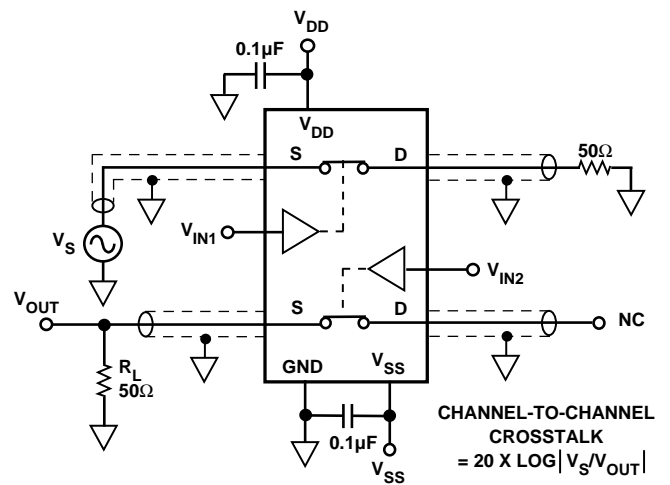 VDD
0.1µF
VDD
S
D
50Ω
VS
VIN1
VIN2
VOUT
S
D
NC
RL
50Ω
GND
VSS
0.1µF
VSS
CHANNEL-TO-CHANNEL
CROSSTALK
= 20 X LOG|VS/VOUT|